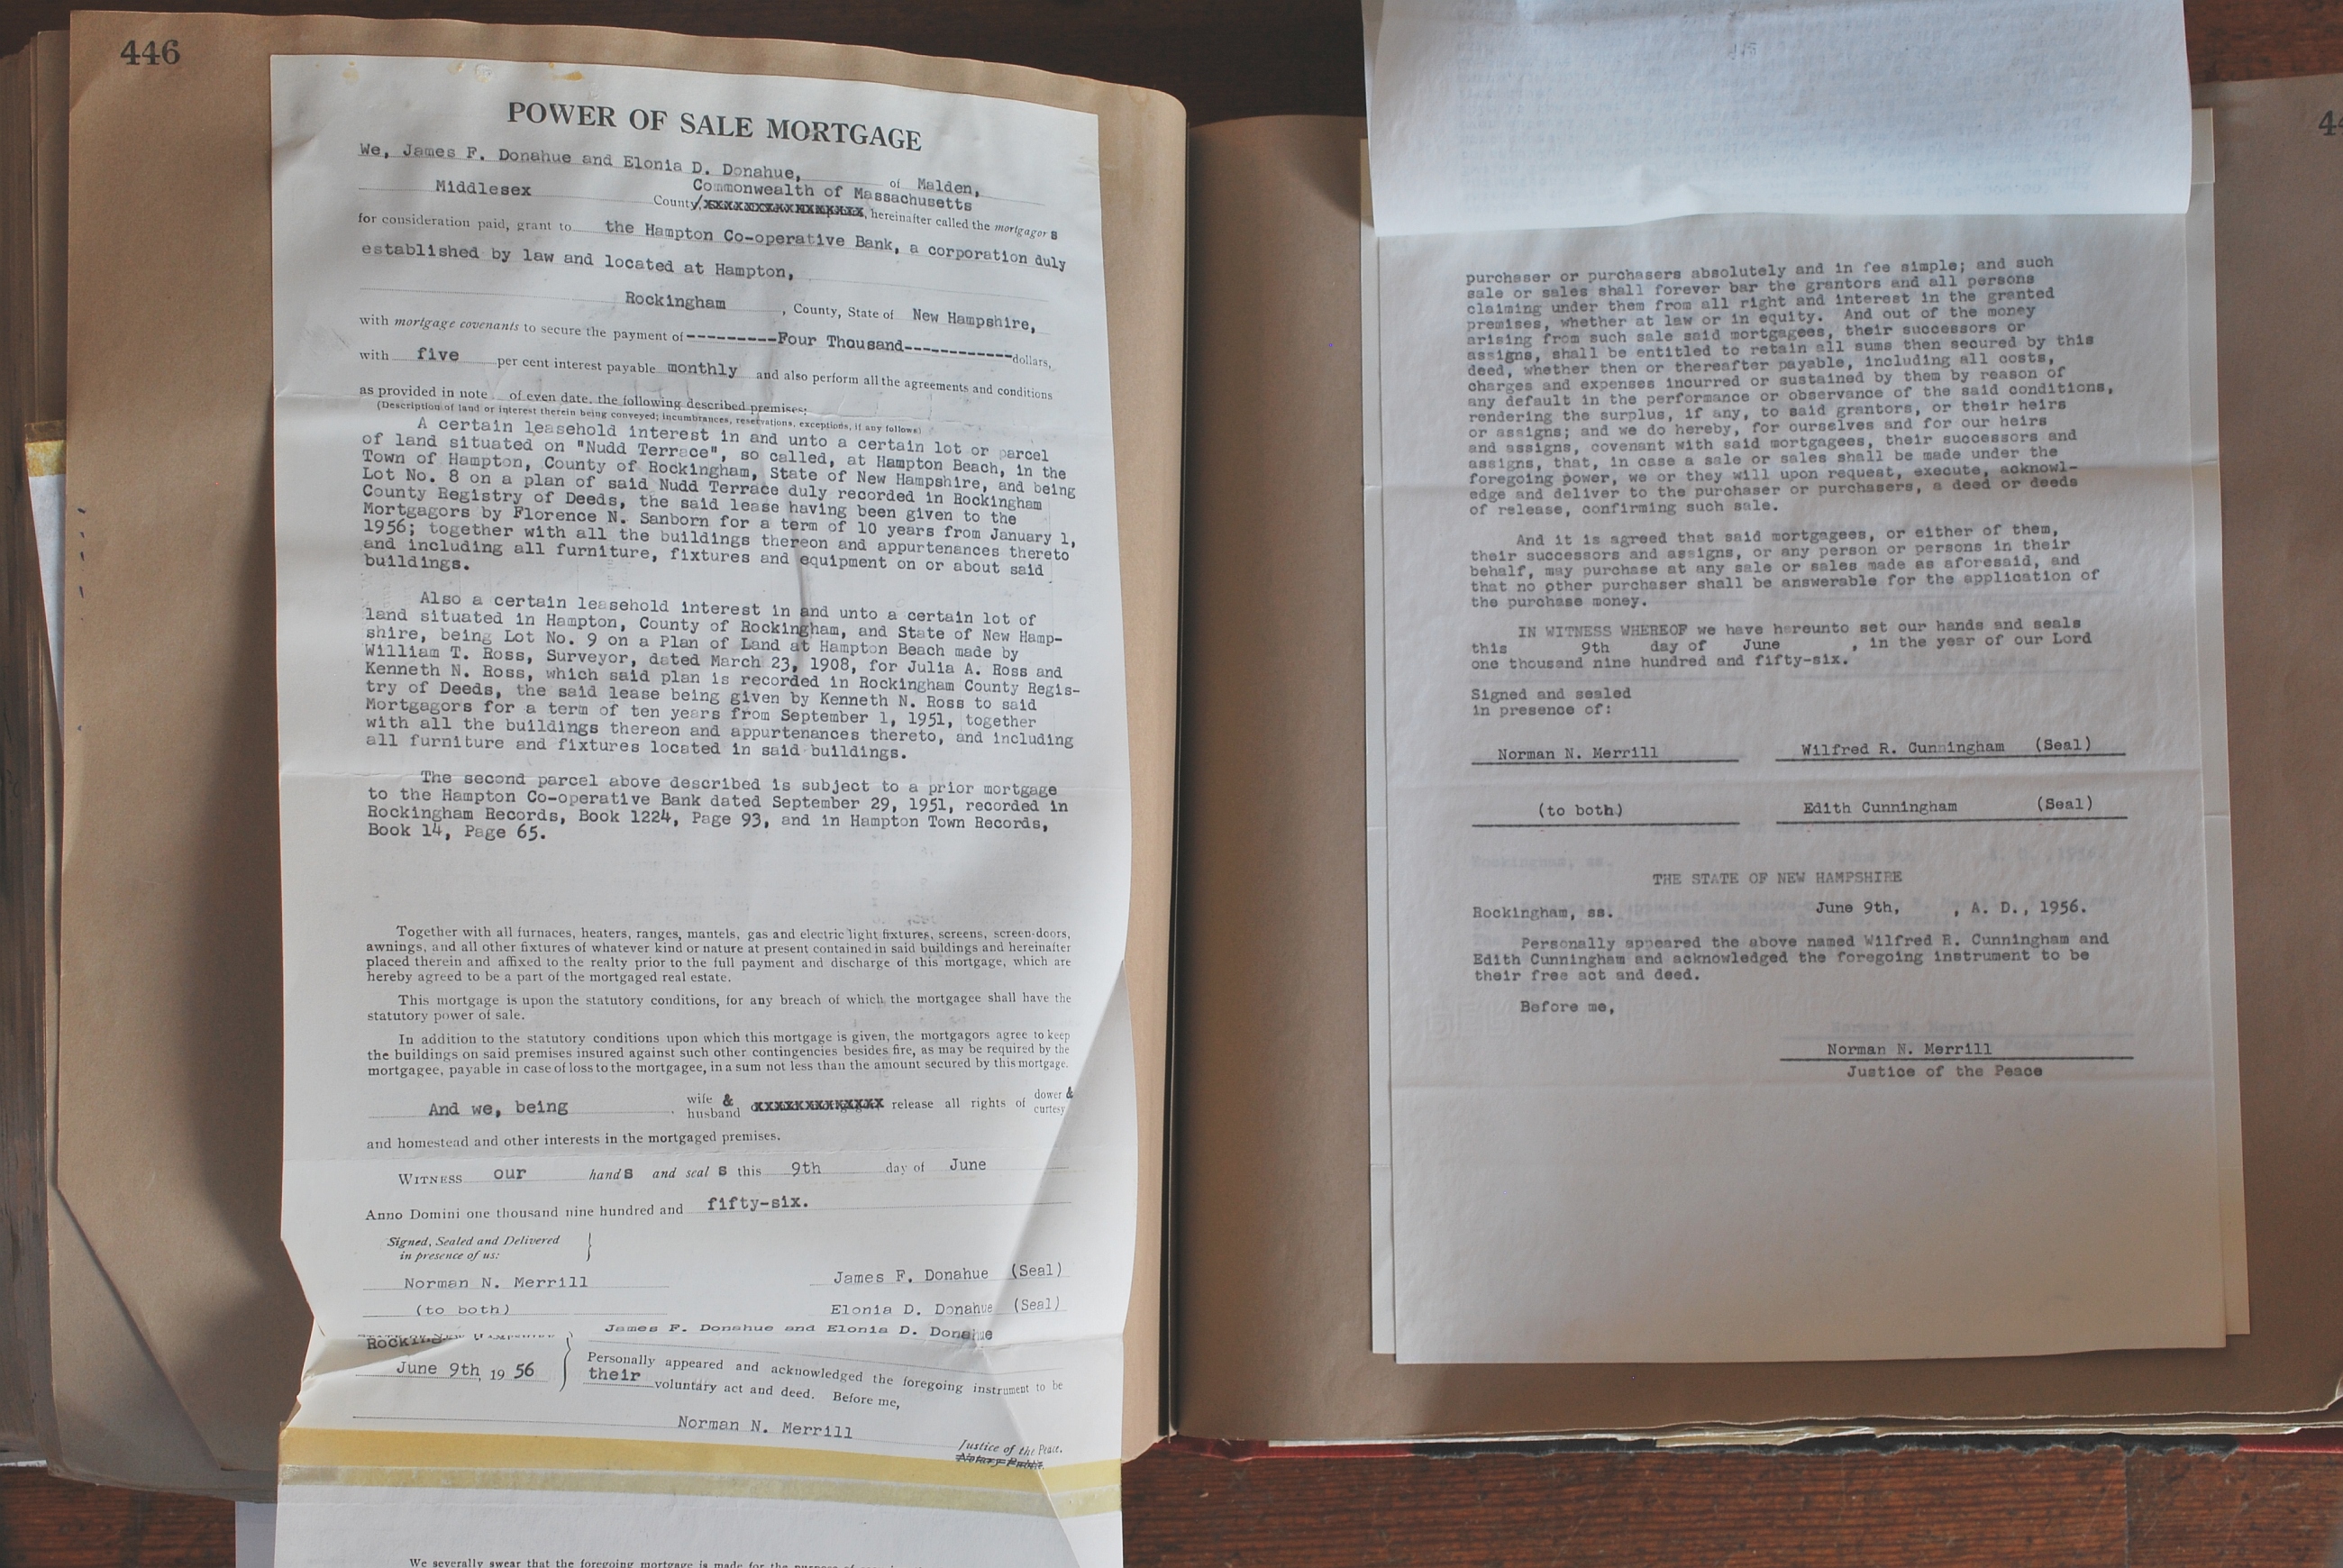 446
POWER OF SALE MORTGAGE
We, James F. Donahue and Elonia D. Donahue, of Malden,
Middlesex County/ Commonwealth of Massachusetts
xxxxxxxxxxxxxxxxx, hereinafter called the mortgagors
for consideration paid, grant to the Hampton Co-operative Bank, a corporation duly
established by law and located at Hampton,
Rockingham , County, State of New Hampshire,
with mortgage covenants to secure the payment of ---------Four Thousand------------dollars,
with five per cent interest payable monthly and also perform all the agreements and conditions
as provided in note of even date, the following described premises:
(Description of land or interest therein being conveyed; incumbrances, reservations, exceptions, if any follows)
A certain leasehold interest in and unto a certain lot or parcel
of land situated on "Nudd Terrace", so called, at Hampton Beach, in the
Town of Hampton, County of Rockingham, State of New Hampshire, and being
Lot No. 8 on a plan of said Nudd Terrace duly recorded in Rockingham
County Registry of Deeds, the said lease having been given to the
Mortgagors by Florence N. Sanborn for a term of 10 years from January 1,
1956; together with all the buildings thereon and appurtenances thereto
and including all furniture, fixtures and equipment on or about said
buildings.
Also a certain leasehold interest in and unto a certain lot of
land situated in Hampton, County of Rockingham, and State of New Hamp-
shire, being Lot No. 9 on a Plan of Land at Hampton Beach made by
William T. Ross, Surveyor, dated March 23, 1908, for Julia A. Ross and
Kenneth N. Ross, which said plan is recorded in Rockingham County Regis-
try of Deeds, the said lease being given by Kenneth N. Ross to said
Mortgagors for a term of ten years from September 1, 1951, together
with all the buildings thereon and appurtenances thereto, and including
all furniture and fixtures located in said buildings.
The second parcel above described is subject to a prior mortgage
to the Hampton Co-operative Bank dated September 29, 1951, recorded in
Rockingham Records, Book 1224, Page 93, and in Hampton Town Records,
Book 14, Page 65.
Together with all furnaces, heaters, ranges, mantels, gas and electric light fixtures, screens, screen-doors,
awnings, and all other fixtures of whatever kind or nature at present contained in said buildings and hereinafter
placed therein and affixed to the realty prior to the full payment and discharge of this mortgage, which are
hereby agreed to be a part of the mortgaged real estate.
This mortgage is upon the statutory conditions, for any breach of which the mortgagee shall have the
statutory power of sale.
In addition to the statutory conditions upon which this mortgage is given, the mortgagors agree to keep
the buildings on said premises insured against such other contingencies besides fire, as may be required by the
mortgagee, payable in case of loss to the mortgagee, in a sum not less than the amount secured by this mortgage.
And we, being wife & husband xxxxxxxxxxxxx release all rights of dower & curtesy
and homestead and other interests in the mortgaged premises.
WITNESS our hands and seals this 9th day of June
Anno Domini one thousand nine hundred and fifty-six.
Signed, Sealed and Delivered
in presence of us:
Norman N. Merrill James F. Donahue (Seal)
(to both) Elonia D. Donahue (Seal)
James F. Donahue and Elonia D. Donahue
June 9th, 1956 Personally appeared and acknowledged the foregoing instrument to be
their voluntary act and deed. Before me,
Norman N. Merrill
Justice of the Peace.
Notary Public.
We severally swear that the foregoing mortgage is made for the purpose of
purchaser or purchasers absolutely and in fee simple; and such
sale or sales shall forever bar the grantors and all persons
claiming under them from all right and interest in the granted
premises, whether at law or in equity. And out of the money
arising from such sale said mortgagees, their successors or
assigns, shall be entitled to retain all sums then secured by this
deed, whether then or thereafter payable, including all costs,
charges and expenses incurred or sustained by them by reason of
any default in the performance or observance of the said conditions,
rendering the surplus, if any, to said grantors, or their heirs
or assigns; and we do hereby, for ourselves and for our heirs
and assigns, covenant with said mortgagees, their successors and
assigns, that, in case a sale or sales shall be made under the
foregoing power, we or they will upon request, execute, acknowl-
edge and deliver to the purchaser or purchasers, a deed or deeds
of release, confirming such sale.
And it is agreed that said mortgagees, or either of them,
their successors and assigns, or any person or persons in their
behalf, may purchase at any sale or sales made as aforesaid, and
that no other purchaser shall be answerable for the application of
the purchase money.
IN WITNESS WHEREOF we have hereunto set our hands and seals
this 9th day of June , in the year of our Lord
one thousand nine hundred and fifty-six.
Signed and sealed
in presence of:
Norman N. Merrill Wilfred R. Cunningham (Seal)
(to both) Edith Cunningham (Seal)
THE STATE OF NEW HAMPSHIRE
Rockingham, ss. June 9th, , A. D., 1956.
Personally appeared the above named Wilfred R. Cunningham and
Edith Cunningham and acknowledged the foregoing instrument to be
their free act and deed.
Before me,
Norman N. Merrill
Justice of the Peace